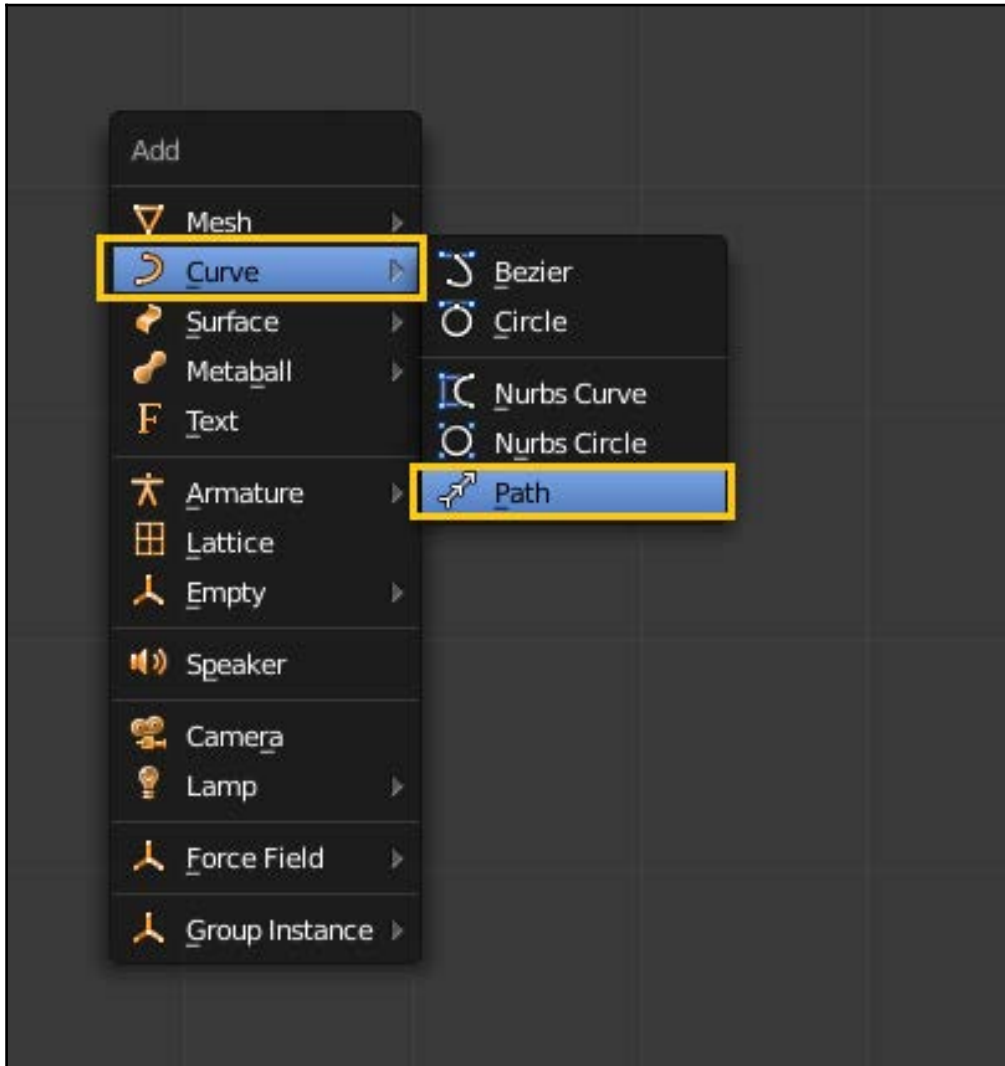 Add
Mesh
Curve
Surface
Metaball
Text
Armature
Lattice
Empty
Speaker
Camera
Lamp
Force Field
Group Instance
Bezier
Circle
Nurbs Curve
Nurbs Circle
Path